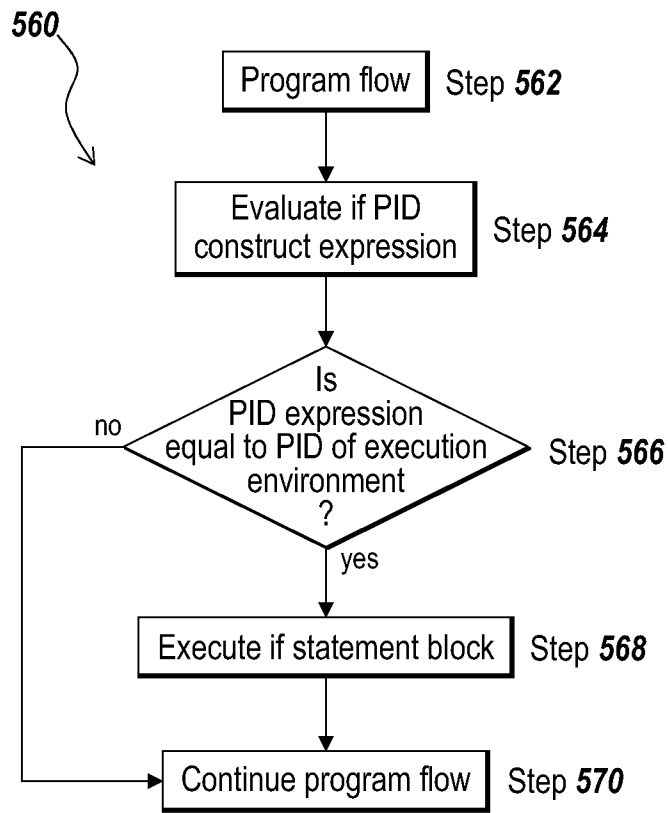 560
Program flow Step 562
Evaluate if PID
construct expression
Step 564
Is
PID expression
equal to PID of execution
environment
?
Step 566
no
yes
Execute if statement block Step 568
Continue program flow Step 570